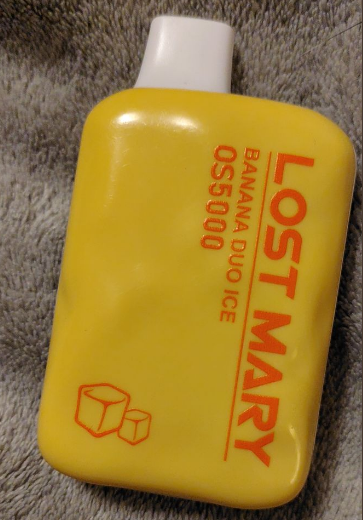 LOST MARY
BANANA DUO ICE
OS5000